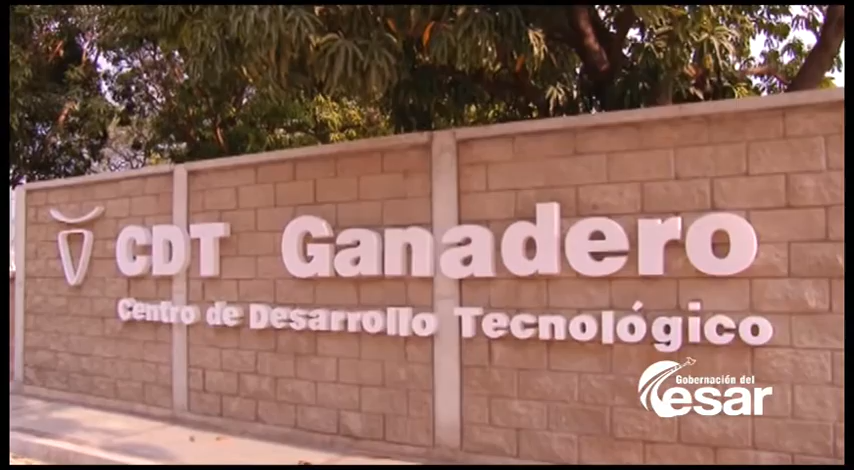 CDT Ganadero
Centro de Desarrollo Tecnológico
Gobernación del
Cesar